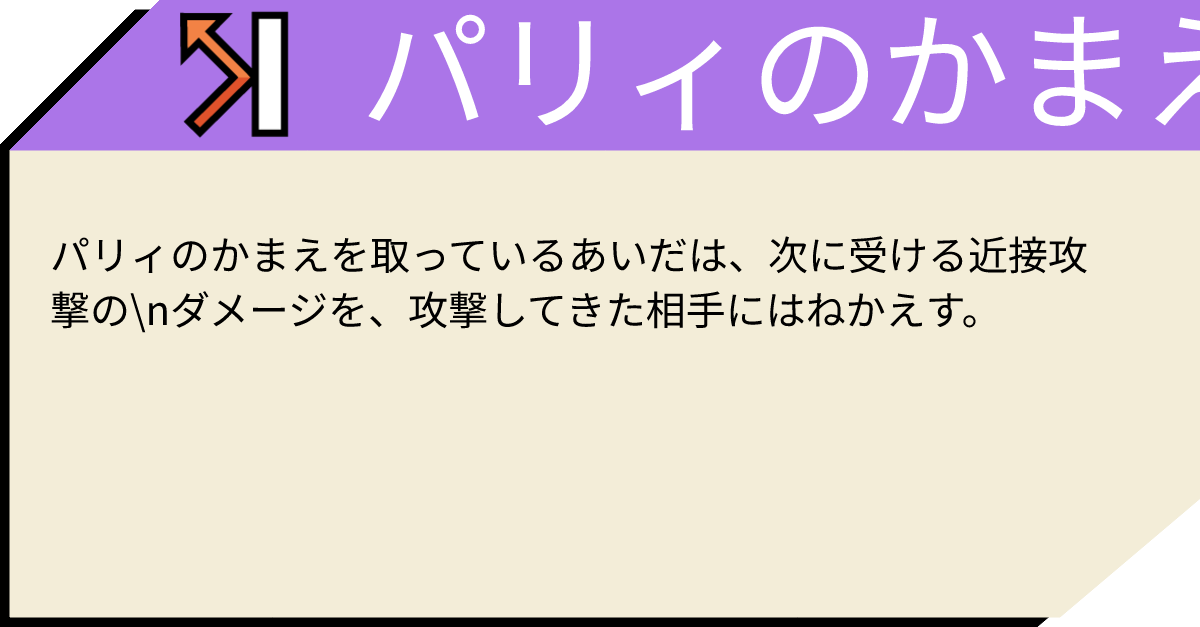 パリィのかまえ
パリィのかまえを取っているあいだは、次に受ける近接攻
撃の\nダメージを、攻撃してきた相手にはねかえす。